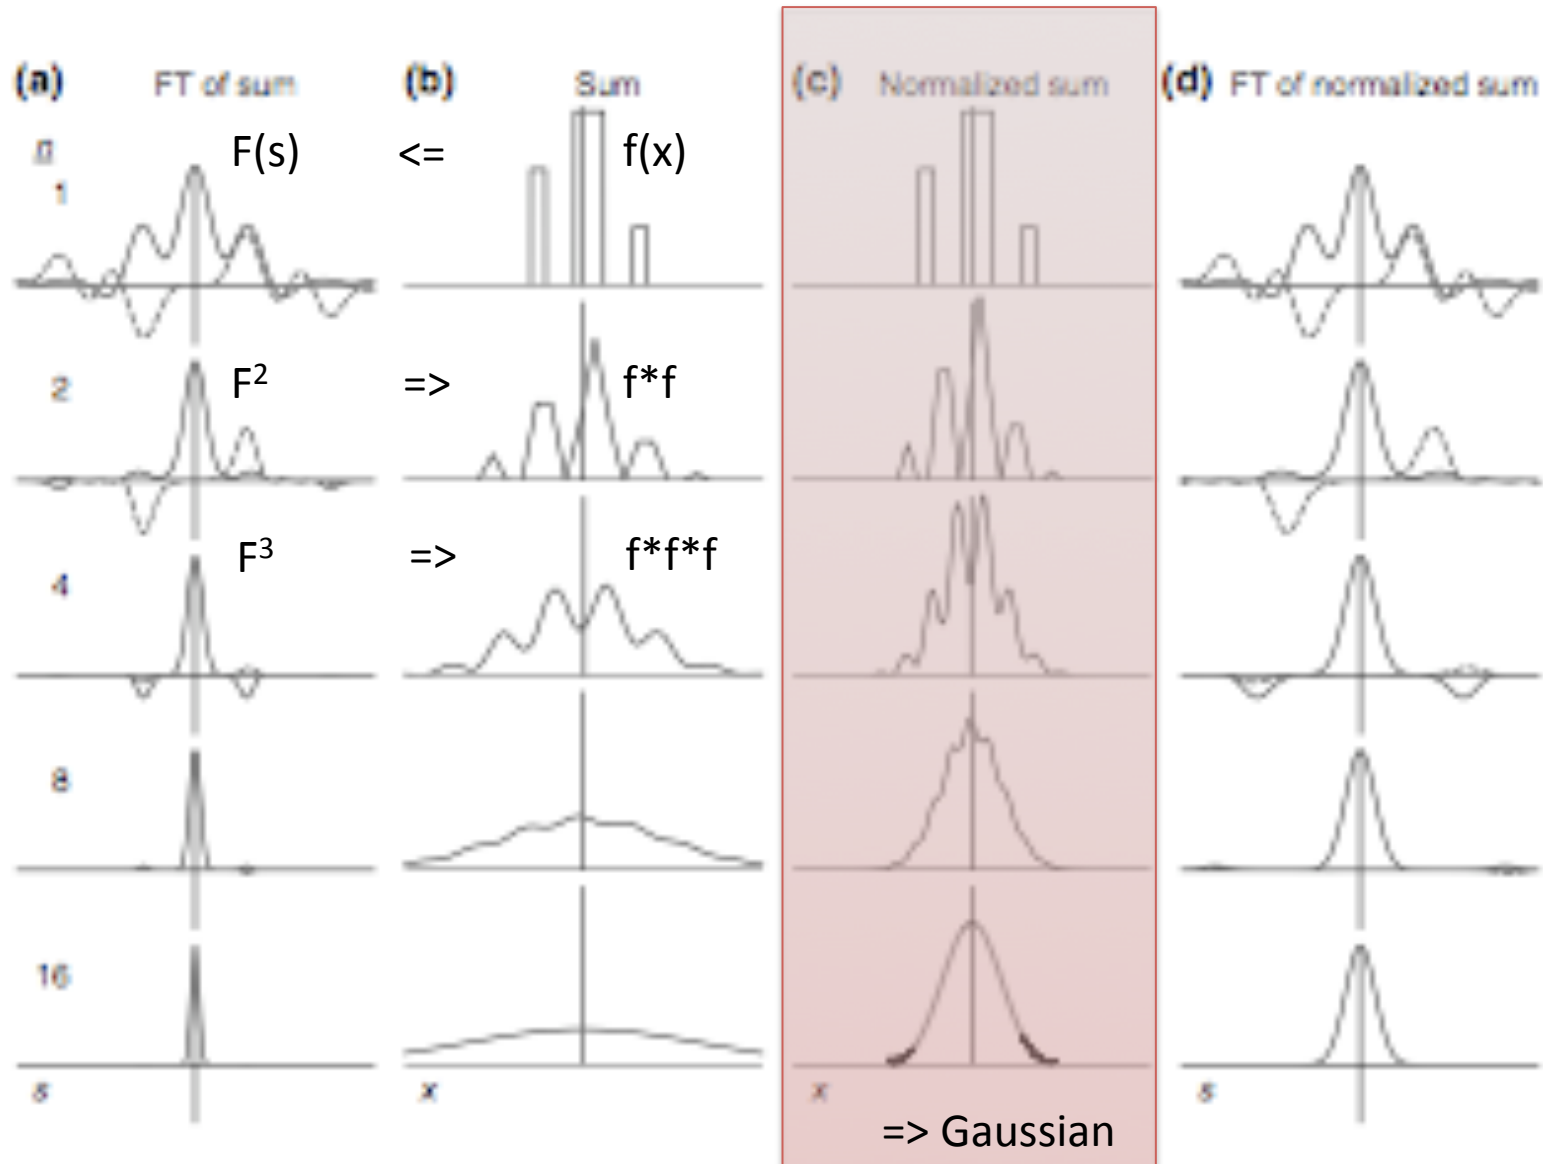 (a) FT of sum (b) Sum (c) Normalized sum (d) FT of normalized sum
n F(s) <= f(x)
1
2 F² => f*f
F³ => f*f*f
4
8
16
s x x s
=> Gaussian